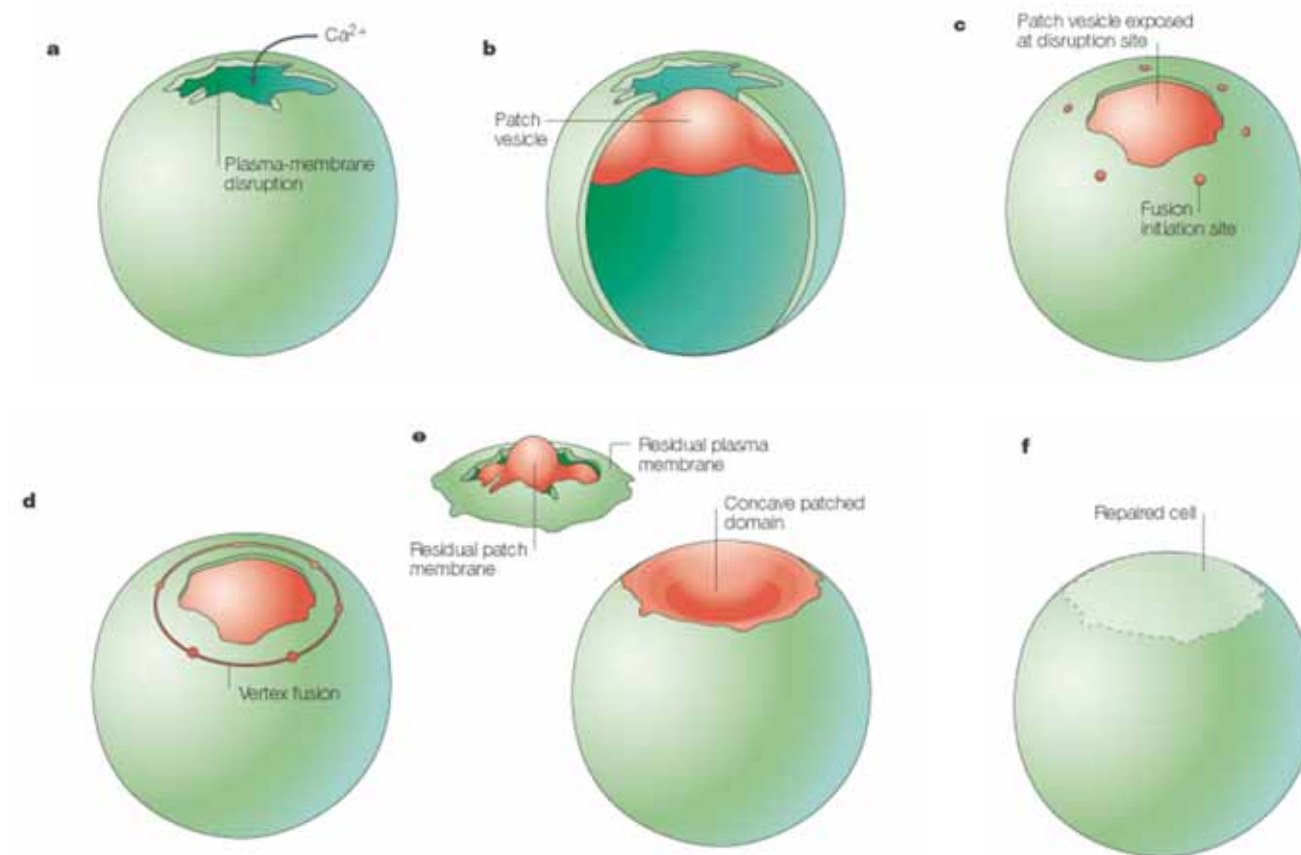 a
Ca²⁺
Plasma-membrane
disruption
b
Patch
vesicle
c
Patch vesicle exposed
at disruption site
Fusion
initiation site
d
Vertex fusion
e
Residual plasma
membrane
Residual patch
membrane
Concave patched
domain
f
Repaired cell